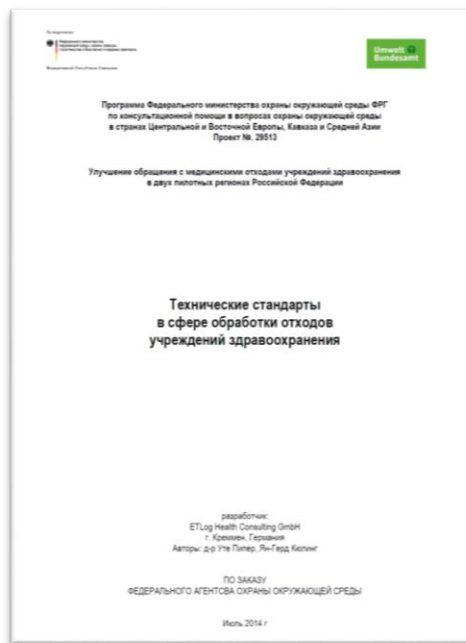 По поручению:
Umwelt
Bundesamt
Программа Федерального министерства охраны окружающей среды ФРГ
по консультационной помощи в вопросах охраны окружающей среды
в странах Центральной и Восточной Европы, Кавказа и Средней Азии
Проект №. 29513
Улучшение обращения с медицинскими отходами учреждений здравоохранения
в двух пилотных регионах Российской Федерации
Технические стандарты
в сфере обработки отходов
учреждений здравоохранения
разработчик:
ETLog Health Consulting GmbH
г. Креммен, Германия
Авторы: д-р Уте Пипер, Ян-Герд Кюлинг
ПО ЗАКАЗУ
ФЕДЕРАЛЬНОГО АГЕНТСВА ОХРАНЫ ОКРУЖАЮЩЕЙ СРЕДЫ
Июль 2014 г